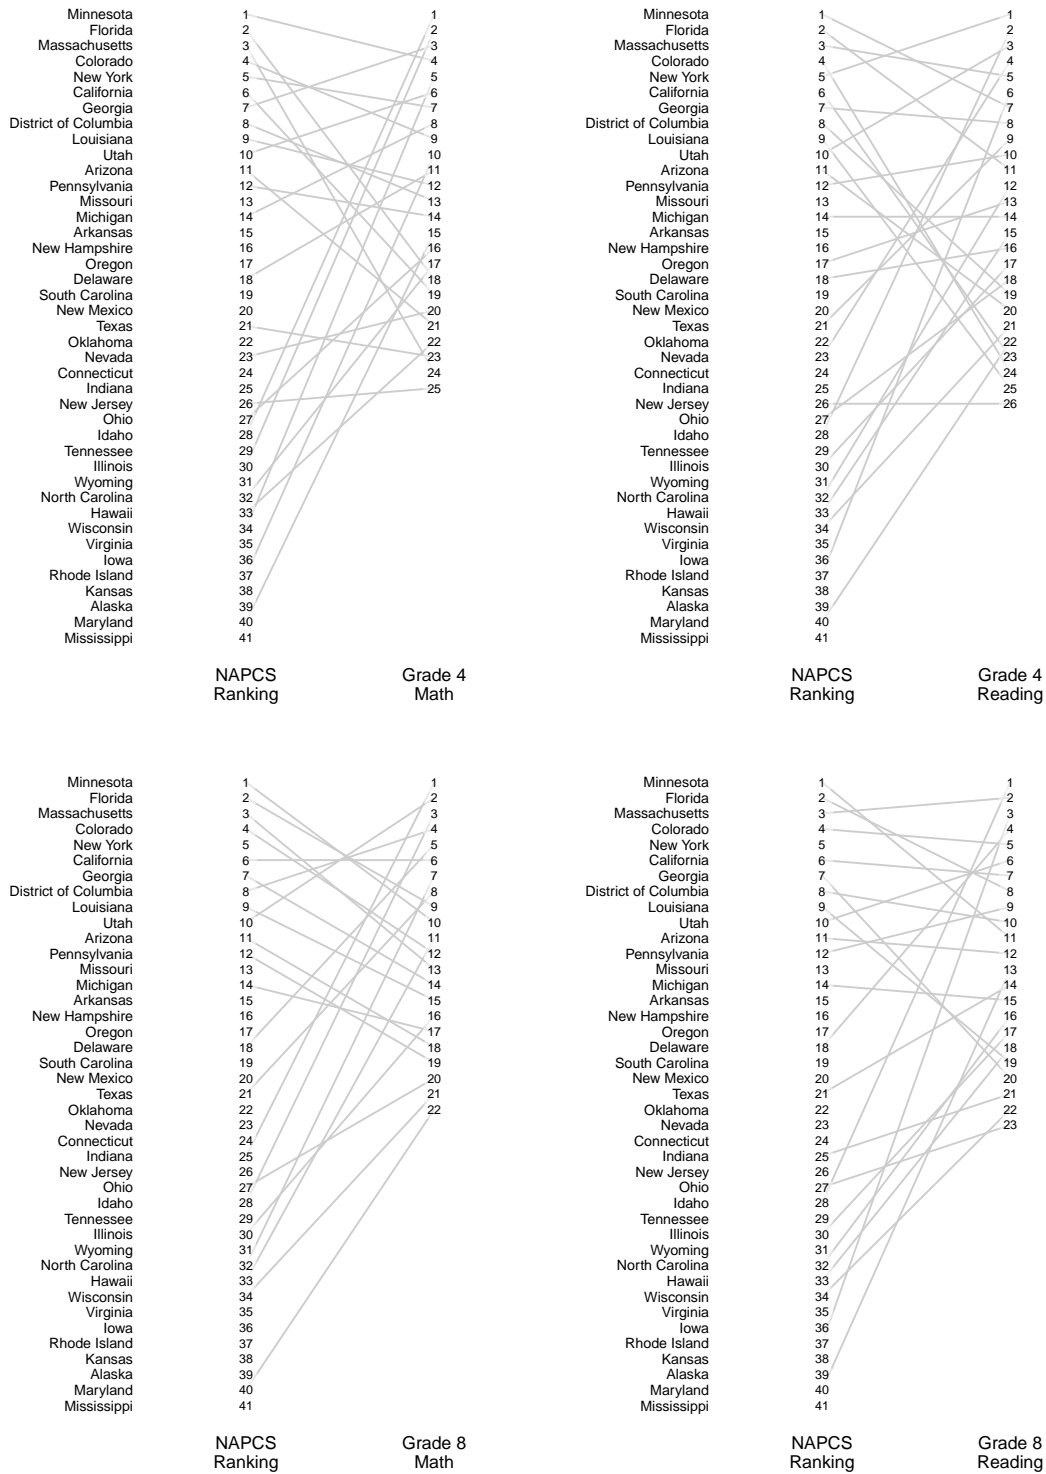 Minnesota 1 1
Florida 2 2
Massachusetts 3 3
Colorado 4 4
New York 5 5
California 6 6
Georgia 7 7
District of Columbia 8 8
Louisiana 9 9
Utah 10 10
Arizona 11 11
Pennsylvania 12 12
Missouri 13 13
Michigan 14 14
Arkansas 15 15
New Hampshire 16 16
Oregon 17 17
Delaware 18 18
South Carolina 19 19
New Mexico 20 20
Texas 21 21
Oklahoma 22 22
Nevada 23 23
Connecticut 24 24
Indiana 25 25
New Jersey 26
Ohio 27
Idaho 28
Tennessee 29
Illinois 30
Wyoming 31
North Carolina 32
Hawaii 33
Wisconsin 34
Virginia 35
Iowa 36
Rhode Island 37
Kansas 38
Alaska 39
Maryland 40
Mississippi 41
NAPCS Grade 4
Ranking Math
Minnesota 1 1
Florida 2 2
Massachusetts 3 3
Colorado 4 4
New York 5 5
California 6 6
Georgia 7 7
District of Columbia 8 8
Louisiana 9 9
Utah 10 10
Arizona 11 11
Pennsylvania 12 12
Missouri 13 13
Michigan 14 14
Arkansas 15 15
New Hampshire 16 16
Oregon 17 17
Delaware 18 18
South Carolina 19 19
New Mexico 20 20
Texas 21 21
Oklahoma 22 22
Nevada 23 23
Connecticut 24 24
Indiana 25 25
New Jersey 26 26
Ohio 27
Idaho 28
Tennessee 29
Illinois 30
Wyoming 31
North Carolina 32
Hawaii 33
Wisconsin 34
Virginia 35
Iowa 36
Rhode Island 37
Kansas 38
Alaska 39
Maryland 40
Mississippi 41
NAPCS Grade 4
Ranking Reading
Minnesota 1 1
Florida 2 2
Massachusetts 3 3
Colorado 4 4
New York 5 5
California 6 6
Georgia 7 7
District of Columbia 8 8
Louisiana 9 9
Utah 10 10
Arizona 11 11
Pennsylvania 12 12
Missouri 13 13
Michigan 14 14
Arkansas 15 15
New Hampshire 16 16
Oregon 17 17
Delaware 18 18
South Carolina 19 19
New Mexico 20 20
Texas 21 21
Oklahoma 22 22
Nevada 23
Connecticut 24
Indiana 25
New Jersey 26
Ohio 27
Idaho 28
Tennessee 29
Illinois 30
Wyoming 31
North Carolina 32
Hawaii 33
Wisconsin 34
Virginia 35
Iowa 36
Rhode Island 37
Kansas 38
Alaska 39
Maryland 40
Mississippi 41
NAPCS Grade 8
Ranking Math
Minnesota 1 1
Florida 2 2
Massachusetts 3 3
Colorado 4 4
New York 5 5
California 6 6
Georgia 7 7
District of Columbia 8 8
Louisiana 9 9
Utah 10 10
Arizona 11 11
Pennsylvania 12 12
Missouri 13 13
Michigan 14 14
Arkansas 15 15
New Hampshire 16 16
Oregon 17 17
Delaware 18 18
South Carolina 19 19
New Mexico 20 20
Texas 21 21
Oklahoma 22 22
Nevada 23 23
Connecticut 24
Indiana 25
New Jersey 26
Ohio 27
Idaho 28
Tennessee 29
Illinois 30
Wyoming 31
North Carolina 32
Hawaii 33
Wisconsin 34
Virginia 35
Iowa 36
Rhode Island 37
Kansas 38
Alaska 39
Maryland 40
Mississippi 41
NAPCS Grade 8
Ranking Reading